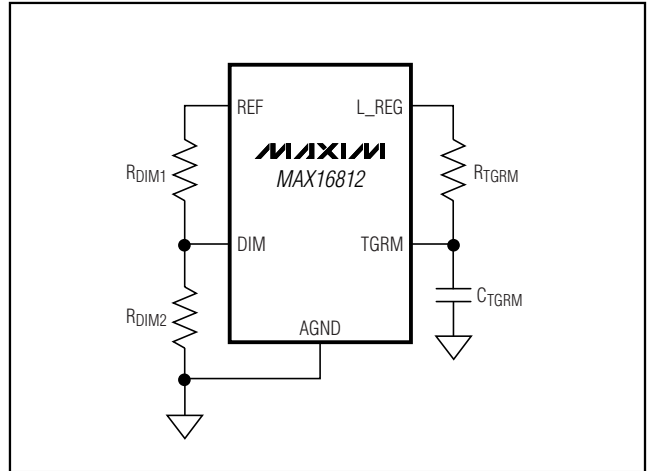 REF
L_REG
MAXIM
MAX16812
RDIM1
RTGRM
DIM
TGRM
RDIM2
CTGRM
AGND